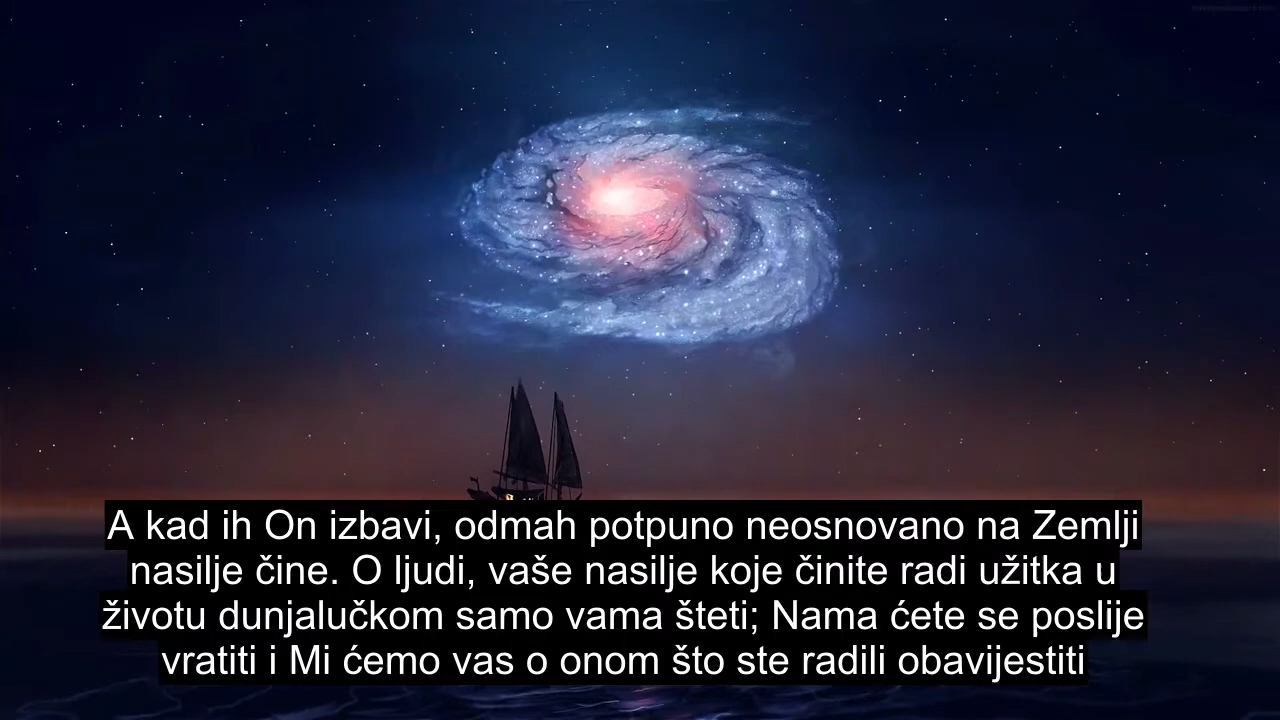 A kad ih On izbavi, odmah potpuno neosnovano na Zemlji
nasilje čine. O ljudi, vaše nasilje koje činite radi užitka u
životu dunjalučkom samo vama šteti; Nama ćete se poslije
vratiti i Mi ćemo vas o onom što ste radili obavijestiti